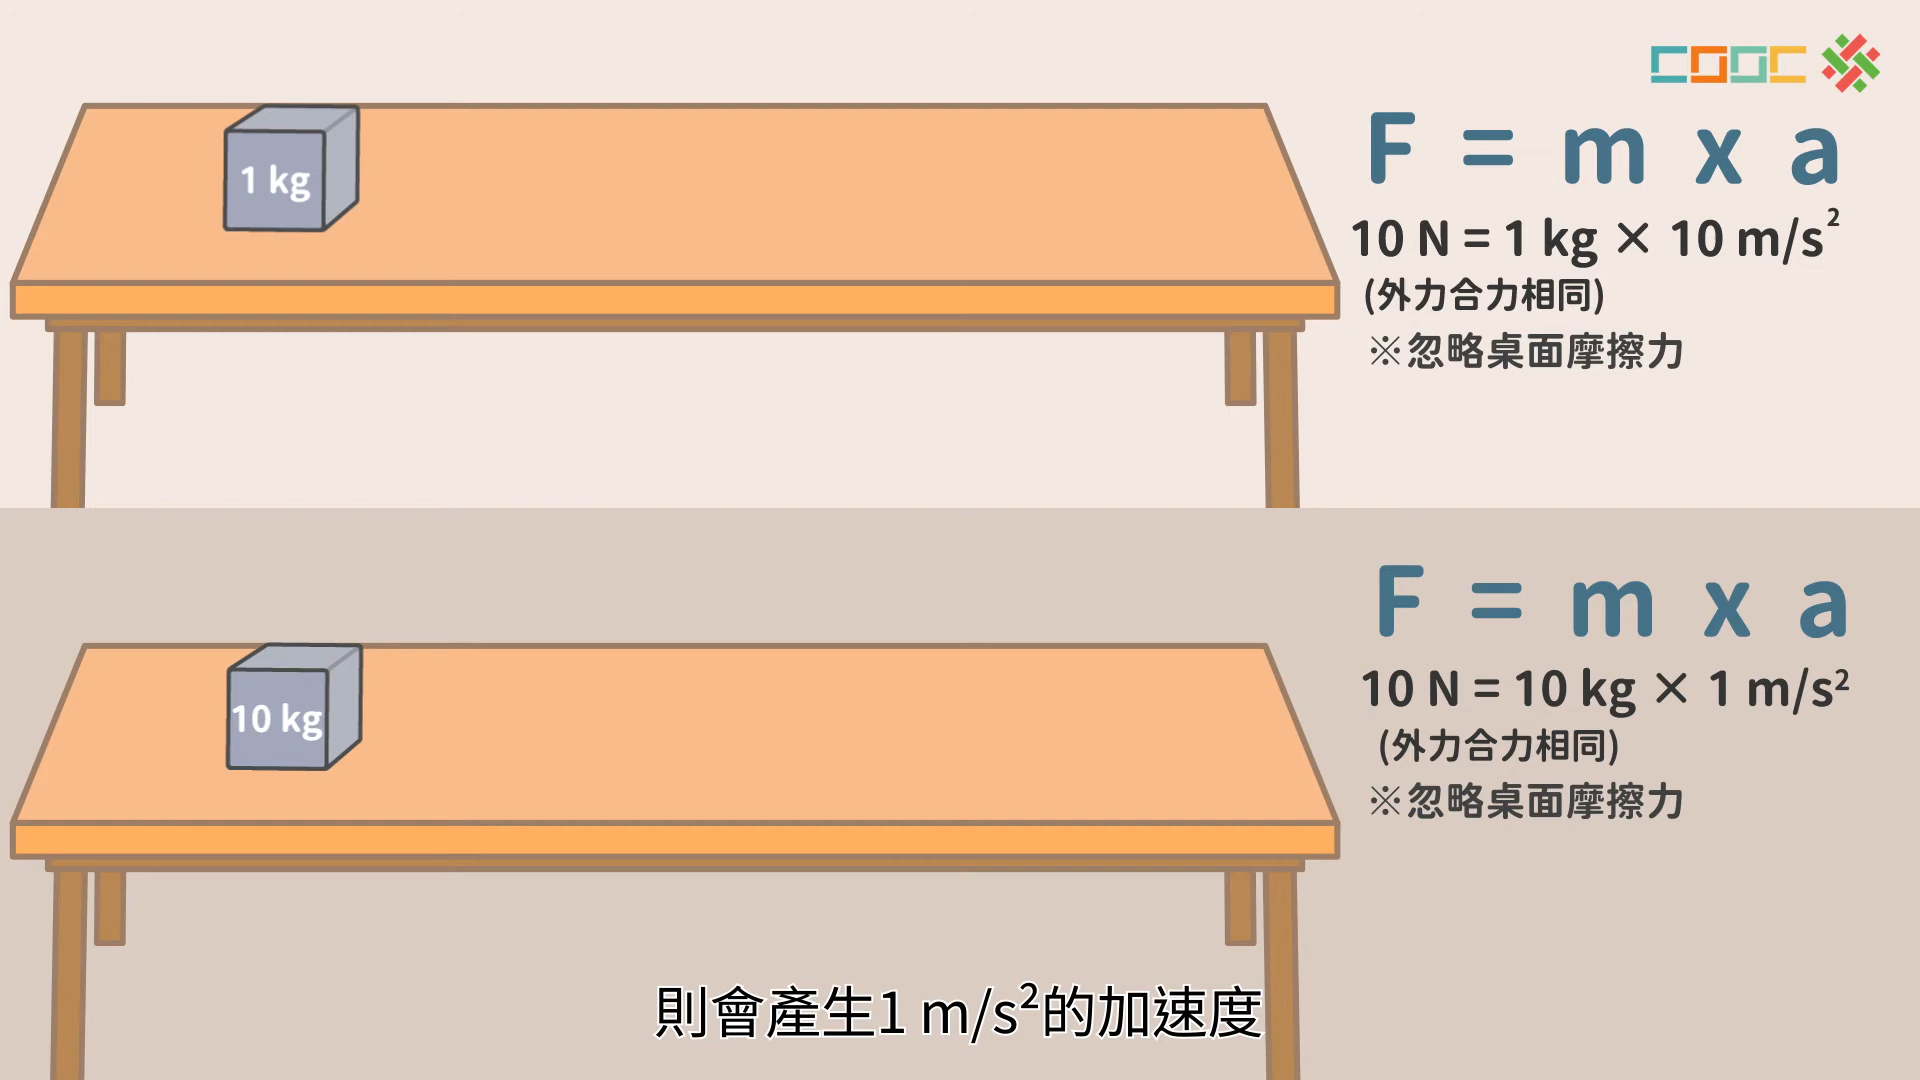 COOC
F = m x a
1 kg
10 N = 1 kg × 10 m/s²
(外力合力相同)
※忽略桌面摩擦力
F = m x a
10 kg
10 N = 10 kg × 1 m/s²
(外力合力相同)
※忽略桌面摩擦力
則會產生1 m/s²的加速度